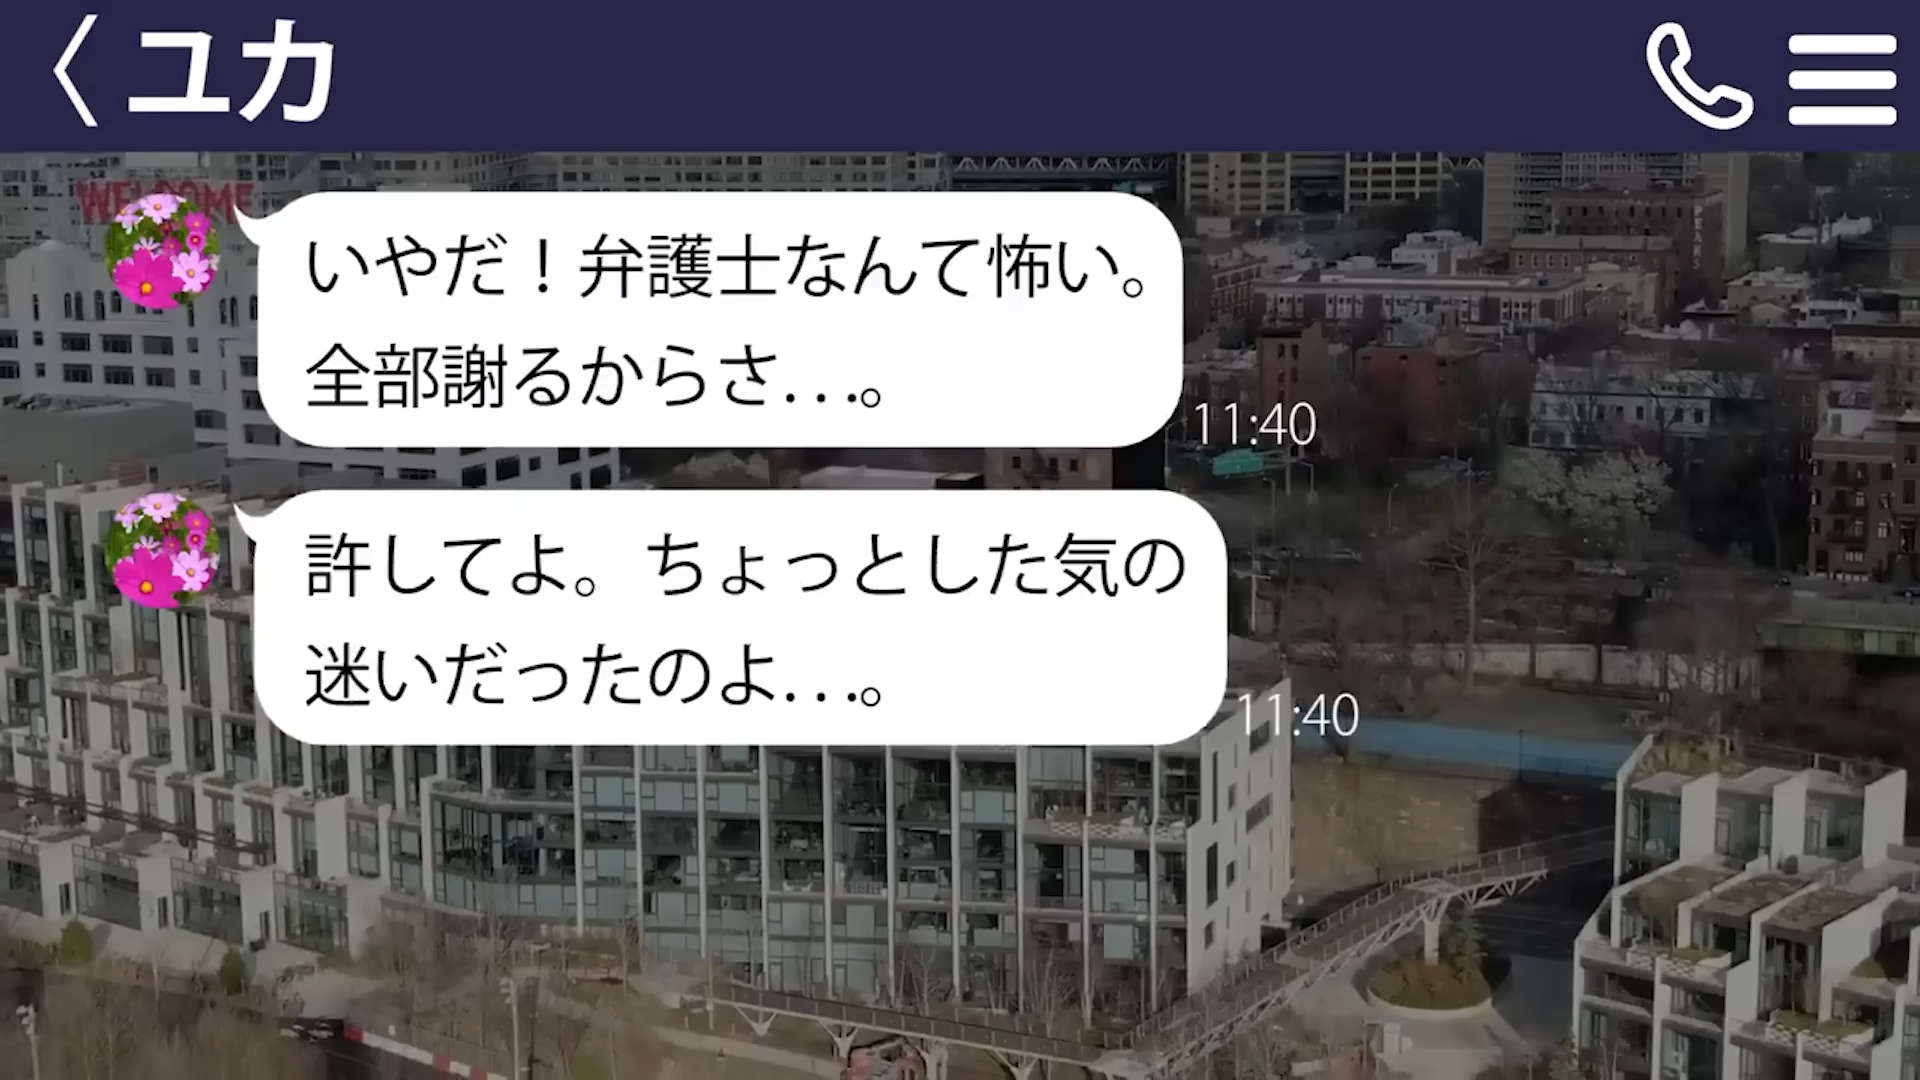 ユカ
WELCOME
いやだ！弁護士なんて怖い。
全部謝るからさ...。
11:40
許してよ。ちょっとした気の
迷いだったのよ...。
11:40
PEARKS